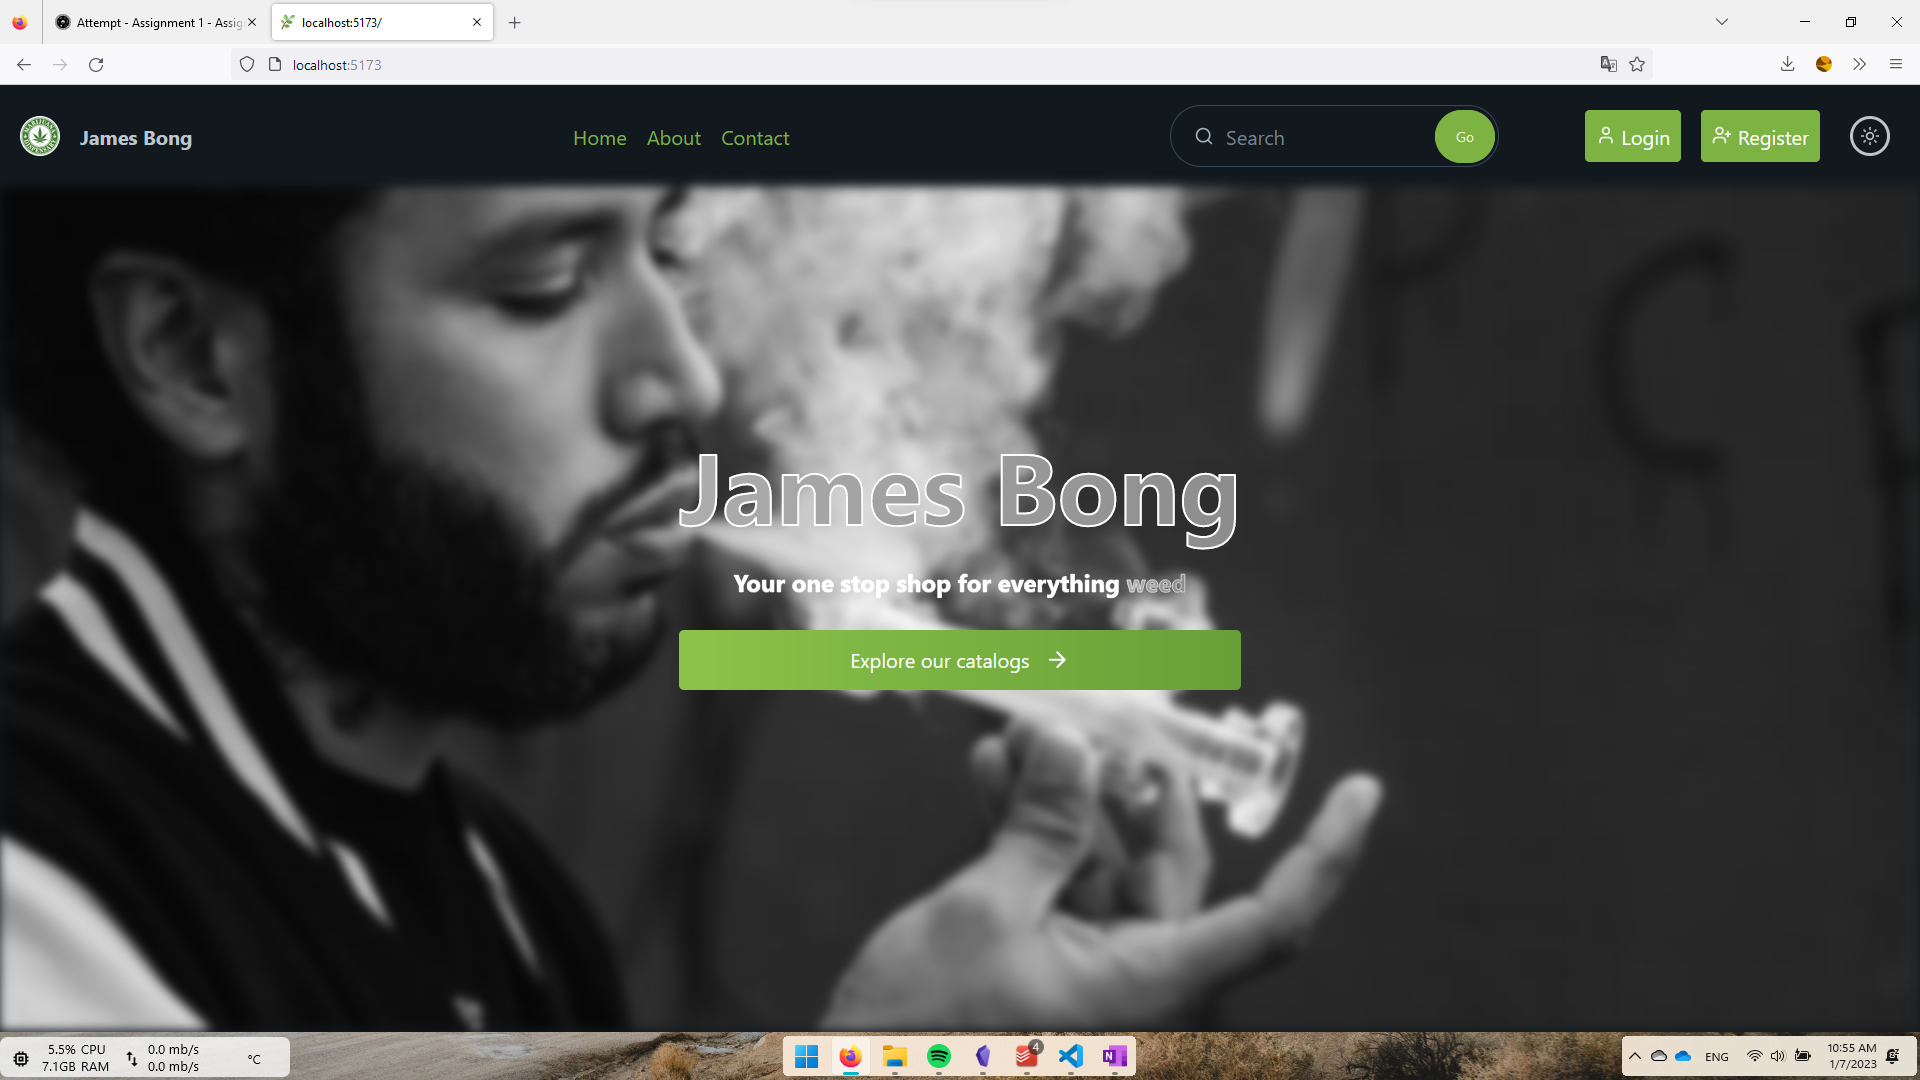 Attempt - Assignment 1 - Assig
localhost:5173/
localhost:5173
James Bong
Home
About
Contact
Search
Go
Login
Register
James Bong
Your one stop shop for everything weed
Explore our catalogs
5.5% CPU
7.1GB RAM
0.0 mb/s
0.0 mb/s
°C
4
ENG
10:55 AM
1/7/2023